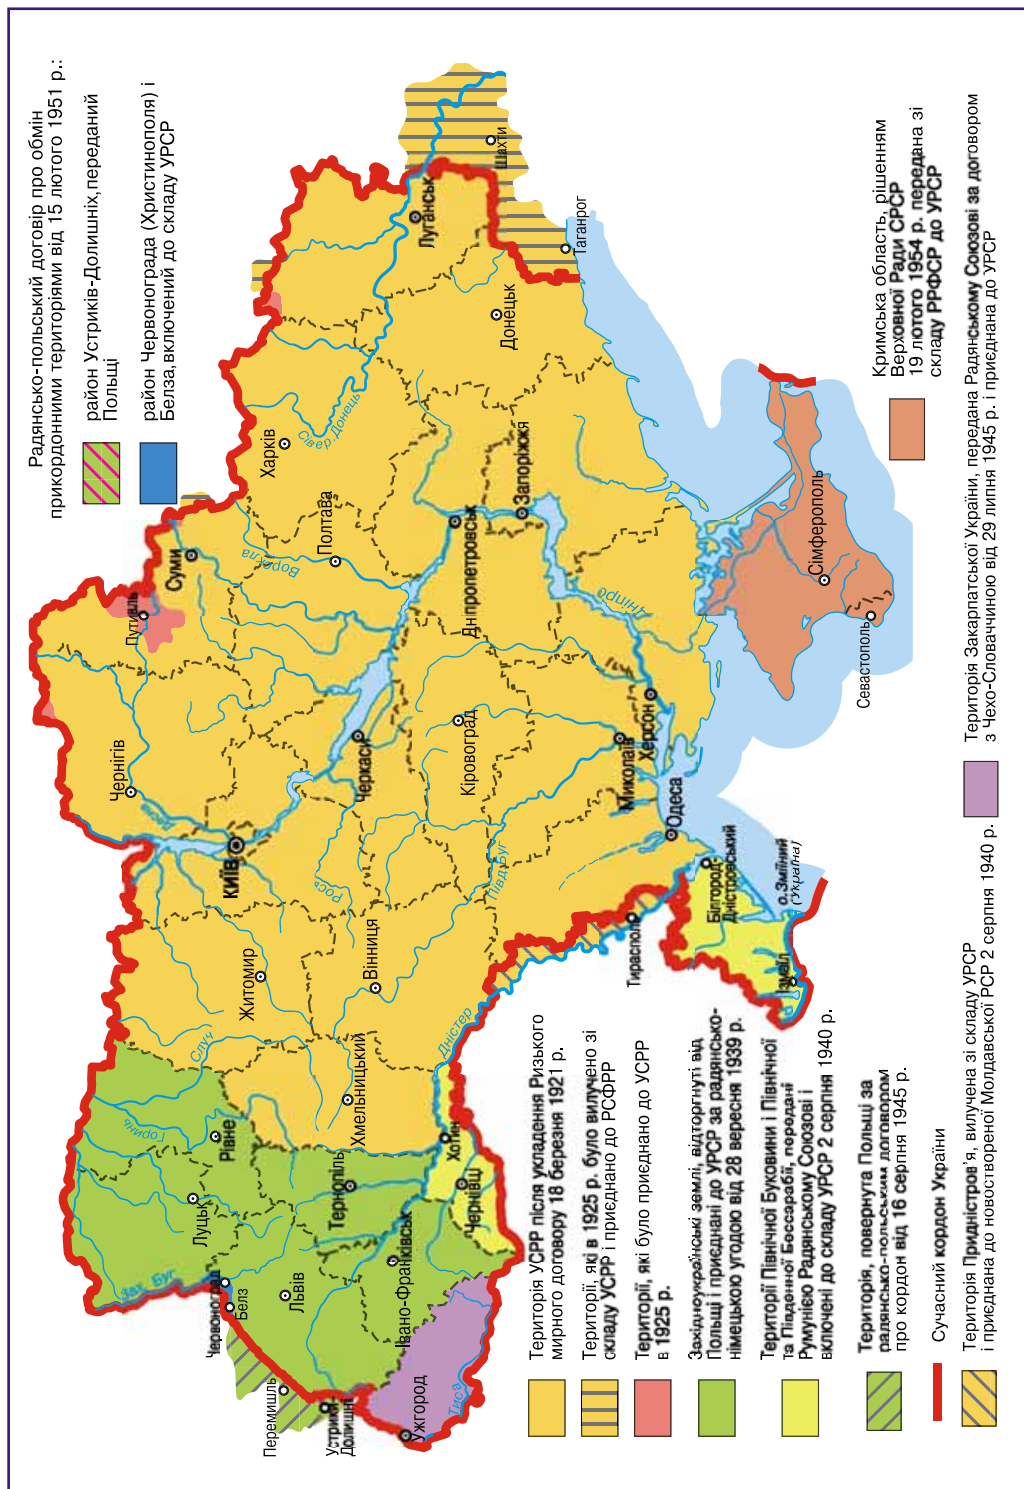 Радянсько-польський договір про обмін
прикордонними територіями від 15 лютого 1951 р.:
район Устриків-Долишніх, переданий
Польщі
район Червонограда (Христинополя) і
Белза, включений до складу УРСР
Кримська область, рішенням
Верховної Ради СРСР
19 лютого 1954 р. передана зі
складу РРФСР до УРСР
Територія Закарпатської України, передана Радянському Союзові за договором
з Чехо-Словаччиною від 29 липня 1945 р. і приєднана до УРСР
Територія УСРР після укладення Ризького
мирного договору 18 березня 1921 р.
Території, які в 1925 р. було вилучено зі
складу УСРР і приєднано до РСФРР
Території, які було приєднано до УСРР
в 1925 р.
Західноукраїнські землі, відторгнуті від
Польщі і приєднані до УРСР за радянсько-
німецькою угодою від 28 вересня 1939 р.
Території Північної Буковини і Північної
та Південної Бессарабії, передані
Румунією Радянському Союзові і
включені до складу УРСР 2 серпня 1940 р.
Територія, повернута Польщі за
радянсько-польським договором
про кордон від 16 серпня 1945 р.
Сучасний кордон України
Територія Придністров'я, вилучена зі складу УРСР
і приєднана до новоствореної Молдавської РСР 2 серпня 1940 р.
Шахти
Луганськ
Таганрог
Донецьк
Харків
Сівер. Донець
Полтава
Суми
Ворскла
Путивль
Запоріжжя
Дніпропетровськ
Дніпро
Сімферополь
Севастополь
Чернігів
Десна
КИЇВ
Черкаси
Кіровоград
Миколаїв
Херсон
Одеса
Рось
Півд. Буг
Білгород-
Дністровський
о.Зміїний
(Україна)
Ізмаїл
Тирасполь
Житомир
Вінниця
Случ
Хмельницький
Дністер
Горинь
Рівне
Луцьк
Тернопіль
Хотин
Чернівці
Зах. Буг
Червоноград
Белз
Львів
Івано-Франківськ
Перемишль
Устрики-
Долишні
Ужгород
Тиса